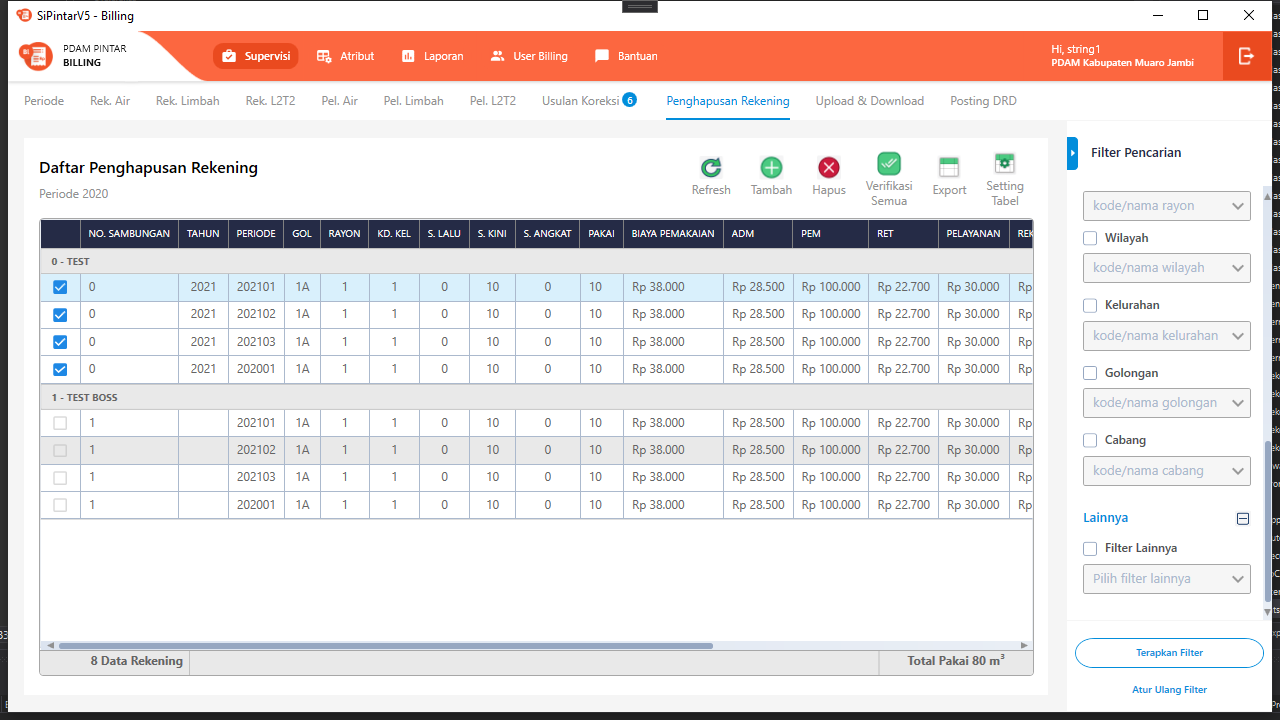 SiPintarV5 - Billing
PDAM PINTAR
BILLING
Supervisi Atribut Laporan User Billing Bantuan
Hi, string1
PDAM Kabupaten Muaro Jambi
Periode Rek. Air Rek. Limbah Rek. L2T2 Pel. Air Pel. Limbah Pel. L2T2 Usulan Koreksi 6 Penghapusan Rekening Upload & Download Posting DRD
Daftar Penghapusan Rekening
Periode 2020
Refresh Tambah Hapus Verifikasi Semua Export Setting Tabel
NO. SAMBUNGAN TAHUN PERIODE GOL RAYON KD. KEL S. LALU S. KINI S. ANGKAT PAKAI BIAYA PEMAKAIAN ADM PEM RET PELAYANAN REK
0 - TEST
0 2021 202101 1A 1 1 0 10 0 10 Rp 38.000 Rp 28.500 Rp 100.000 Rp 22.700 Rp 30.000 Rp
0 2021 202102 1A 1 1 0 10 0 10 Rp 38.000 Rp 28.500 Rp 100.000 Rp 22.700 Rp 30.000 Rp
0 2021 202103 1A 1 1 0 10 0 10 Rp 38.000 Rp 28.500 Rp 100.000 Rp 22.700 Rp 30.000 Rp
0 2021 202001 1A 1 1 0 10 0 10 Rp 38.000 Rp 28.500 Rp 100.000 Rp 22.700 Rp 30.000 Rp
1 - TEST BOSS
1 202101 1A 1 1 0 10 0 10 Rp 38.000 Rp 28.500 Rp 100.000 Rp 22.700 Rp 30.000 Rp
1 202102 1A 1 1 0 10 0 10 Rp 38.000 Rp 28.500 Rp 100.000 Rp 22.700 Rp 30.000 Rp
1 202103 1A 1 1 0 10 0 10 Rp 38.000 Rp 28.500 Rp 100.000 Rp 22.700 Rp 30.000 Rp
1 202001 1A 1 1 0 10 0 10 Rp 38.000 Rp 28.500 Rp 100.000 Rp 22.700 Rp 30.000 Rp
8 Data Rekening Total Pakai 80 m³
Filter Pencarian
kode/nama rayon
Wilayah
kode/nama wilayah
Kelurahan
kode/nama kelurahan
Golongan
kode/nama golongan
Cabang
kode/nama cabang
Lainnya
Filter Lainnya
Pilih filter lainnya
Terapkan Filter
Atur Ulang Filter